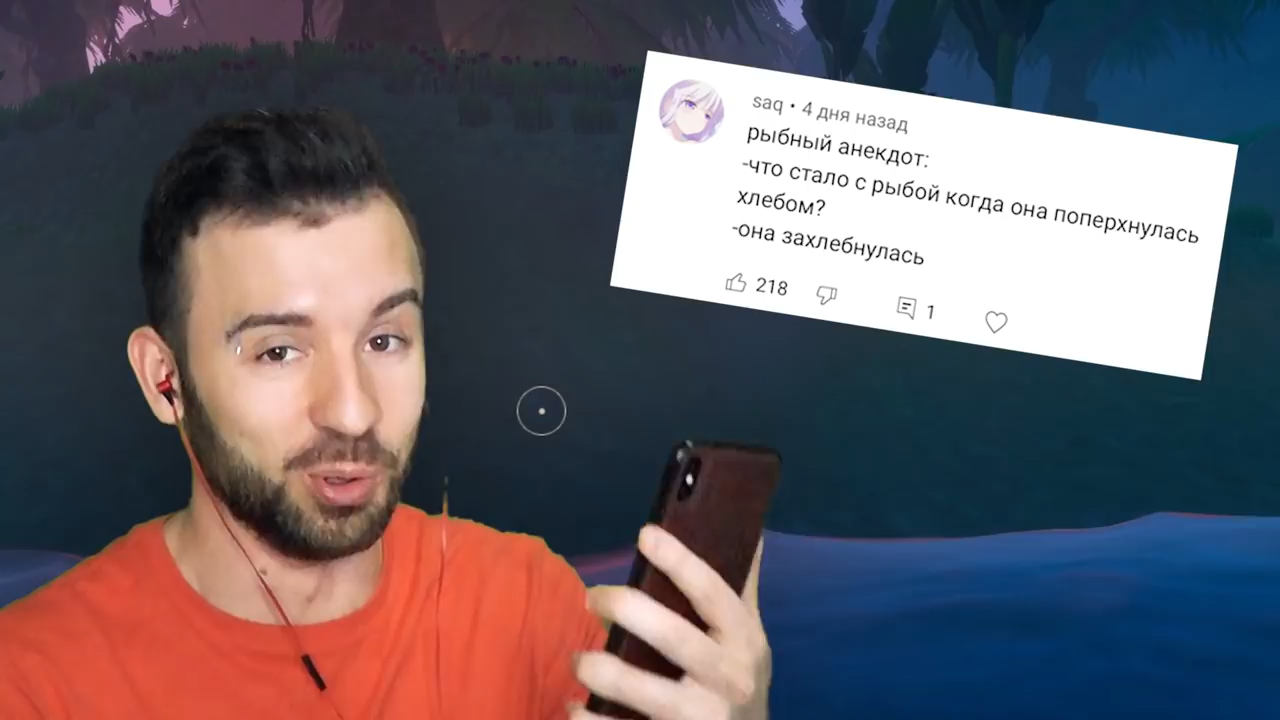 saq • 4 дня назад
рыбный анекдот:
-что стало с рыбой когда она поперхнулась
хлебом?
-она захлебнулась
218
1